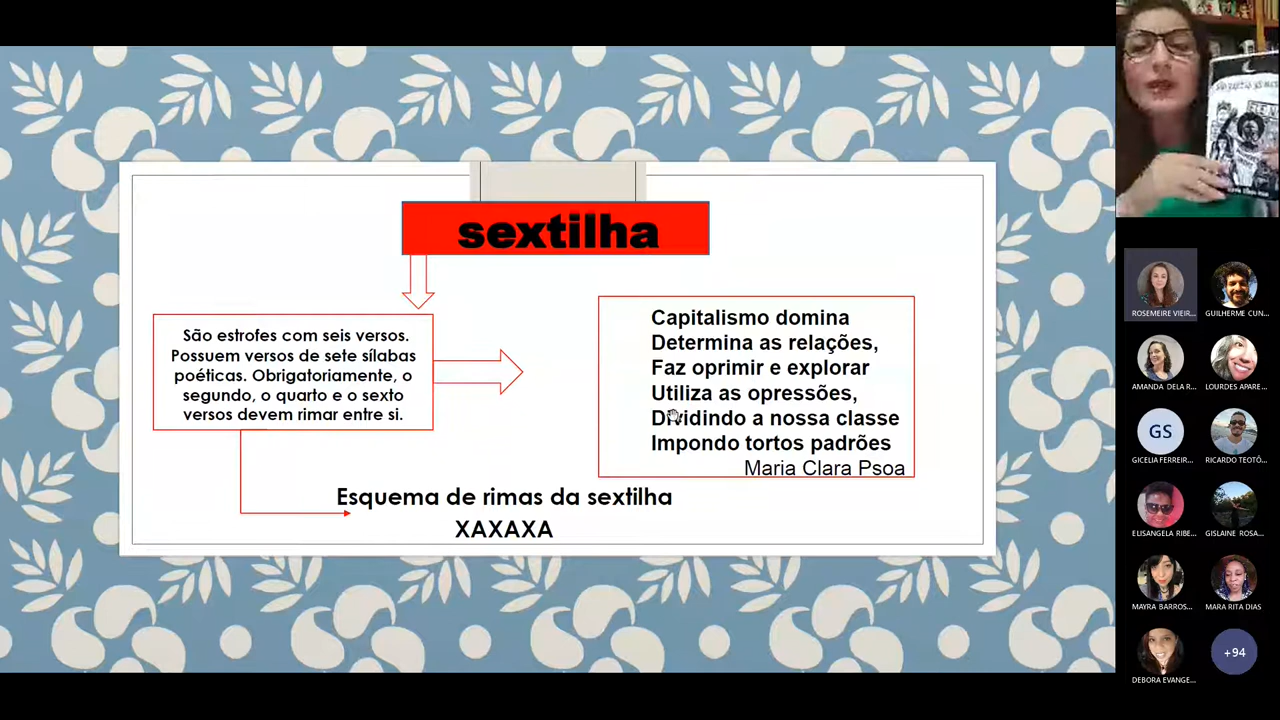 sextilha
São estrofes com seis versos.
Possuem versos de sete sílabas
poéticas. Obrigatoriamente, o
segundo, o quarto e o sexto
versos devem rimar entre si.
Capitalismo domina
Determina as relações,
Faz oprimir e explorar
Utiliza as opressões,
Dividindo a nossa classe
Impondo tortos padrões
Maria Clara Psoa
Esquema de rimas da sextilha
XAXAXA
ROSEMEIRE VIEIR...
GUILHERME CUN...
AMANDA DELA R...
LOURDES APARE...
GS
GICELIA FERREIR...
RICARDO TEOTÔ...
ELISANGELA RIBE...
GISLAINE ROSA...
MAYRA BARROS...
MARA RITA DIAS
DEBORA EVANGE...
+94